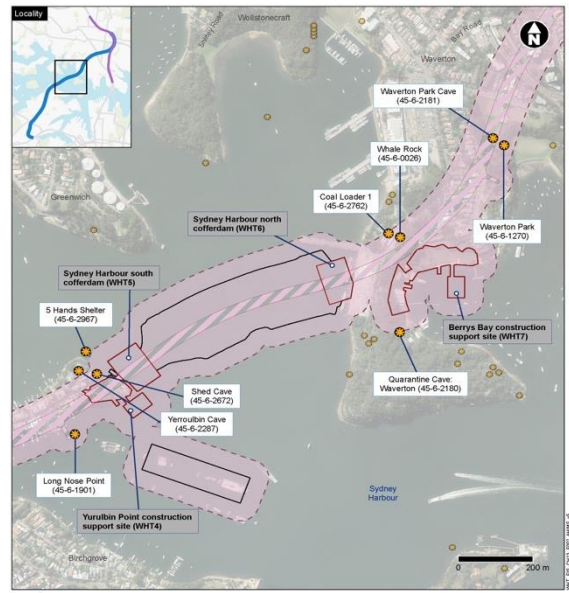 Locality
Wollstonecraft
Shirley Road
Bay Road
N
Waverton
Waverton Park Cave
(45-6-2181)
Whale Rock
(45-6-0026)
Greenwich
Coal Loader 1
(45-6-2762)
Sydney Harbour north
cofferdam (WHT6)
Waverton Park
(45-6-1270)
Sydney Harbour south
cofferdam (WHT5)
5 Hands Shelter
(45-6-2967)
Berrys Bay construction
support site (WHT7)
Shed Cave
(45-6-2672)
Quarantine Cave:
Waverton (45-6-2180)
Yerroulbin Cave
(45-6-2287)
Long Nose Point
(45-6-1901)
Sydney
Harbour
Yurulbin Point construction
support site (WHT4)
Birchgrove
0
200 m